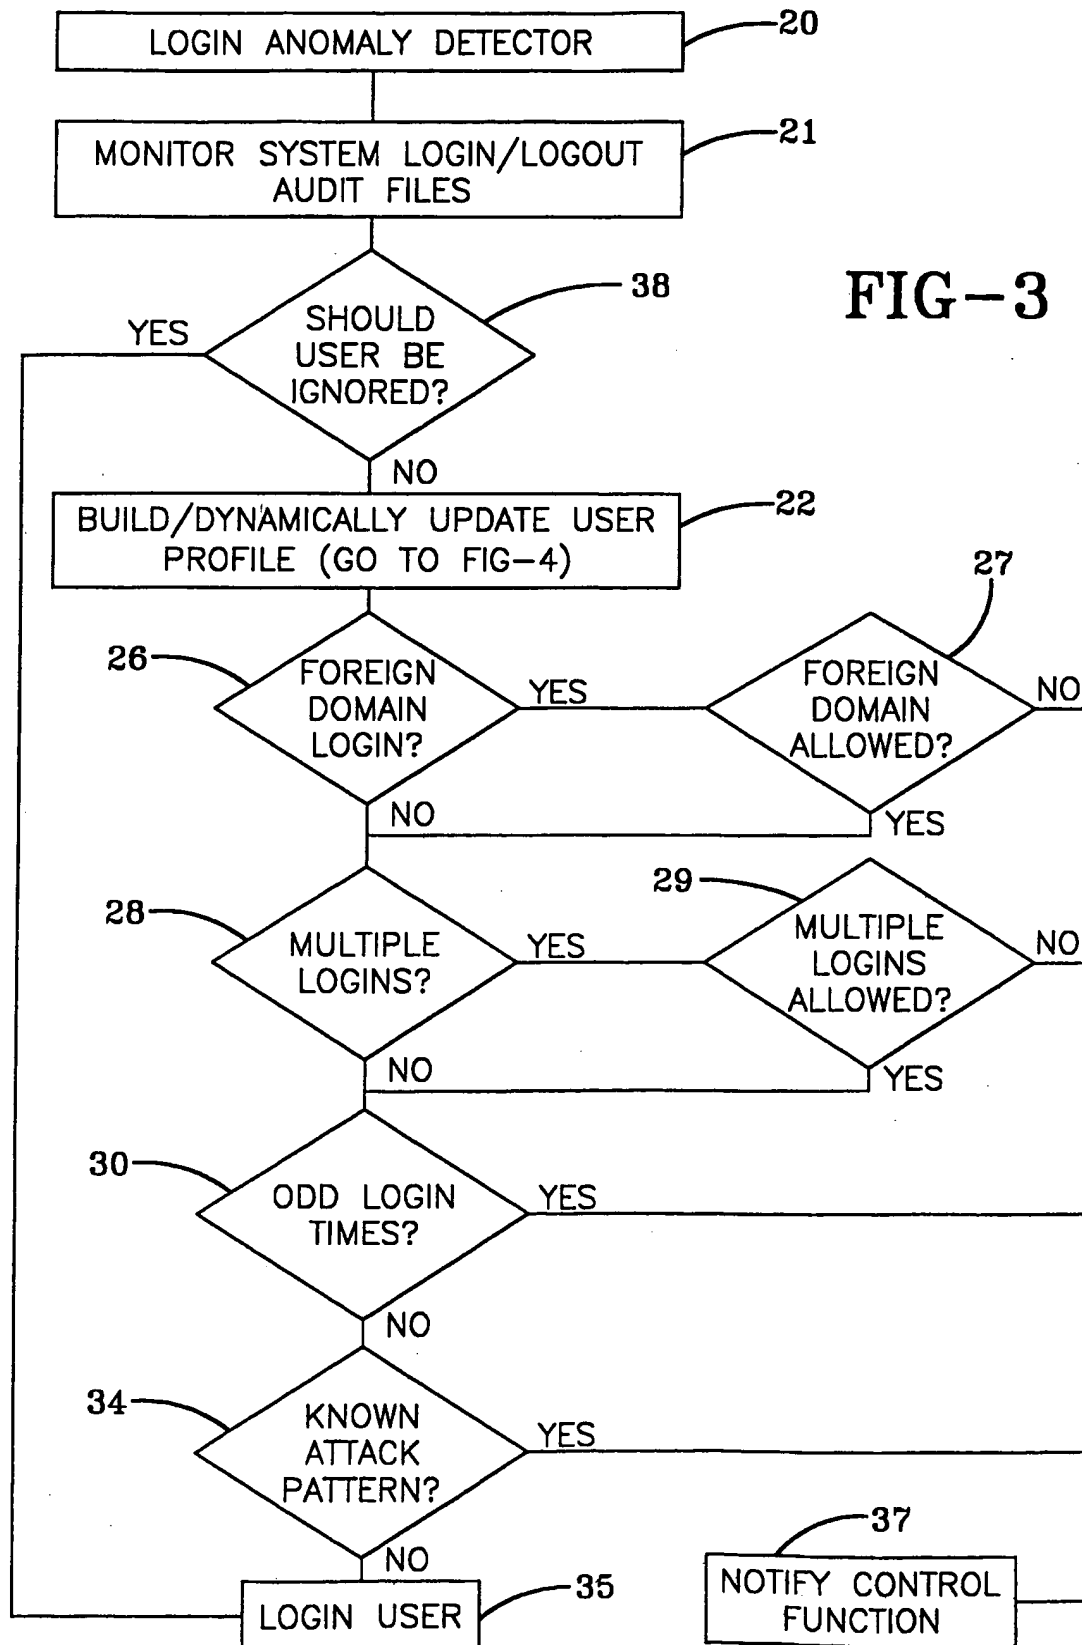 LOGIN ANOMALY DETECTOR
20
MONITOR SYSTEM LOGIN/LOGOUT
AUDIT FILES
21
FIG-3
SHOULD
USER BE
IGNORED?
38
YES
NO
BUILD/DYNAMICALLY UPDATE USER
PROFILE (GO TO FIG-4)
22
26
FOREIGN
DOMAIN
LOGIN?
YES
NO
27
FOREIGN
DOMAIN
ALLOWED?
NO
YES
28
MULTIPLE
LOGINS?
YES
NO
29
MULTIPLE
LOGINS
ALLOWED?
NO
YES
30
ODD LOGIN
TIMES?
YES
NO
34
KNOWN
ATTACK
PATTERN?
YES
NO
LOGIN USER
35
37
NOTIFY CONTROL
FUNCTION